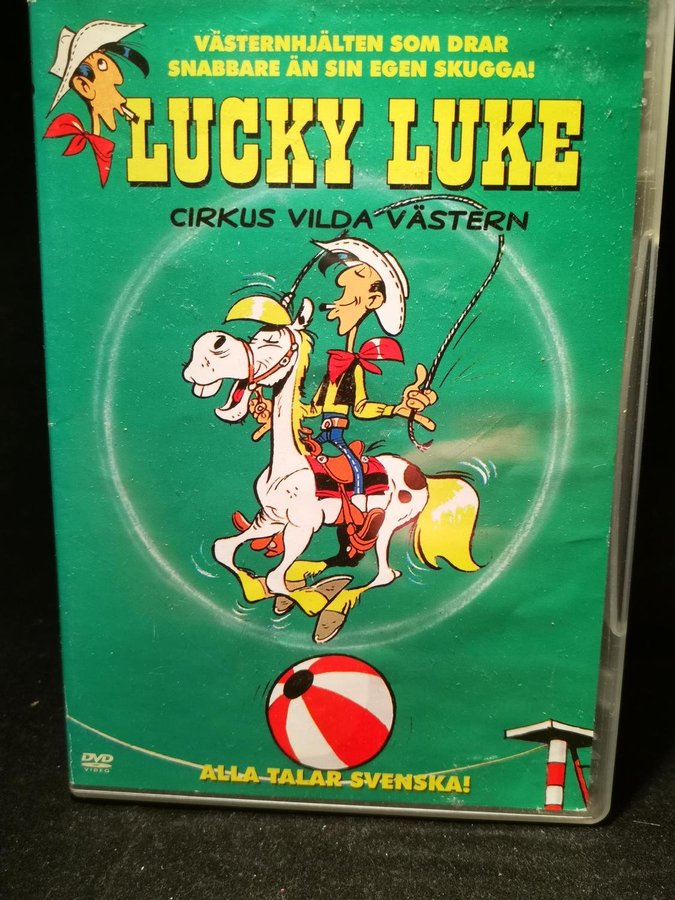 VÄSTERNHJÄLTEN SOM DRAR
SNABBARE ÄN SIN EGEN SKUGGA!
LUCKY LUKE
CIRKUS VILDA VÄSTERN
DVD
VIDEO
ALLA TALAR SVENSKA!